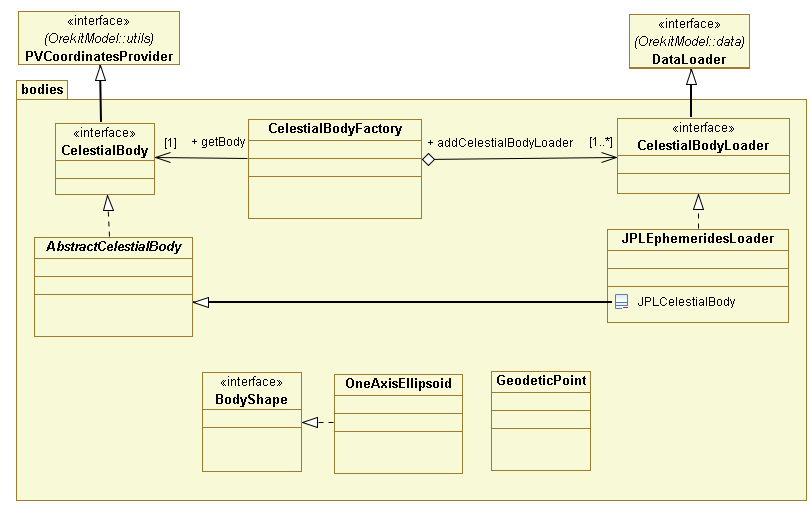 «interface»
(OrekitModel::utils)
PVCoordinatesProvider
«interface»
(OrekitModel::data)
DataLoader
bodies
«interface»
CelestialBody
[1]
+ getBody
CelestialBodyFactory
+ addCelestialBodyLoader
[1..*]
«interface»
CelestialBodyLoader
AbstractCelestialBody
JPLEphemeridesLoader
JPLCelestialBody
«interface»
BodyShape
OneAxisEllipsoid
GeodeticPoint